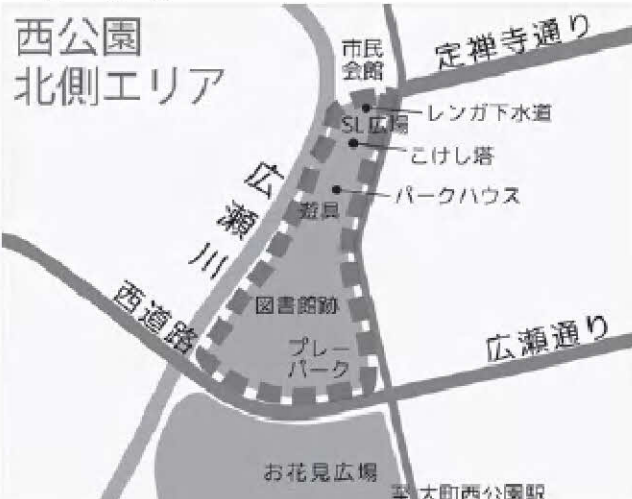 西公園
北側エリア
市民
会館
定禅寺通り
レンガ下水道
SL広場
こけし塔
パークハウス
遊具
広瀬川
図書館跡
西道路
プレー
パーク
広瀬通り
お花見広場
至 大町西公園駅